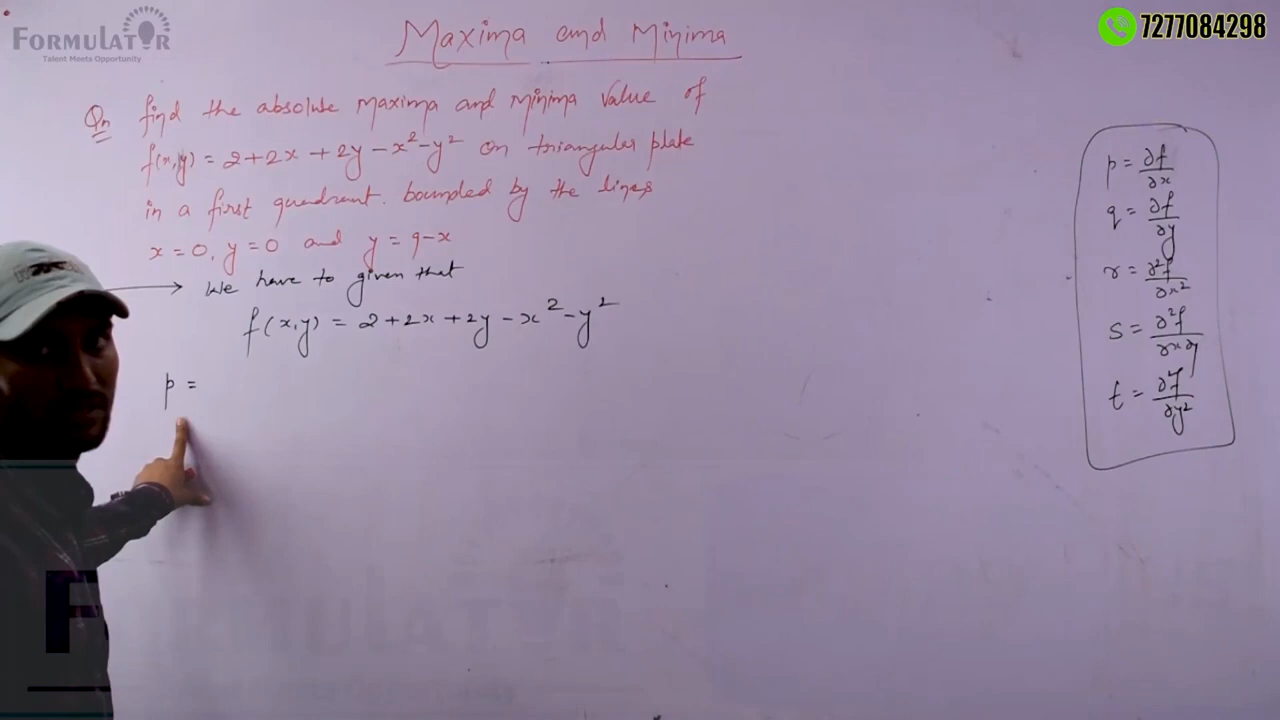 FORMULATOR
Talent Meets Opportunity
7277084298
Maxima and Minima
Qn find the absolute maxima and minima value of
f(x,y) = 2+2x+2y-x²-y² on triangular plate
in a first quadrant. bounded by the lines
x=0, y=0 and y=9-x
→ We have to given that
f(x,y) = 2+2x+2y-x²-y²
p =
p = ∂f/∂x
q = ∂f/∂y
r = ∂²f/∂x²
s = ∂²f/∂x∂y
t = ∂²f/∂y²